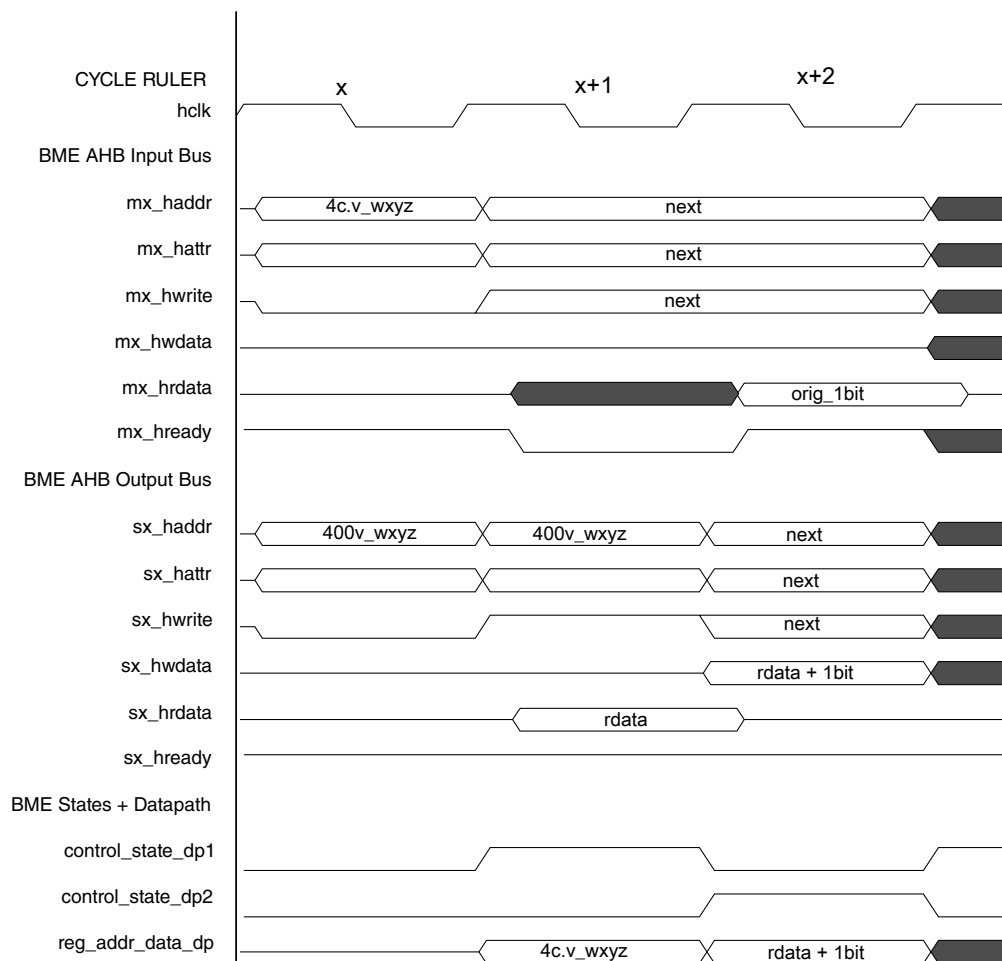 CYCLE RULER x x+1 x+2
hclk
BME AHB Input Bus
mx_haddr 4c.v_wxyz next
mx_hattr next
mx_hwrite next
mx_hwdata
mx_hrdata orig_1bit
mx_hready
BME AHB Output Bus
sx_haddr 400v_wxyz 400v_wxyz next
sx_hattr next
sx_hwrite next
sx_hwdata rdata + 1bit
sx_hrdata rdata
sx_hready
BME States + Datapath
control_state_dp1
control_state_dp2
reg_addr_data_dp 4c.v_wxyz rdata + 1bit